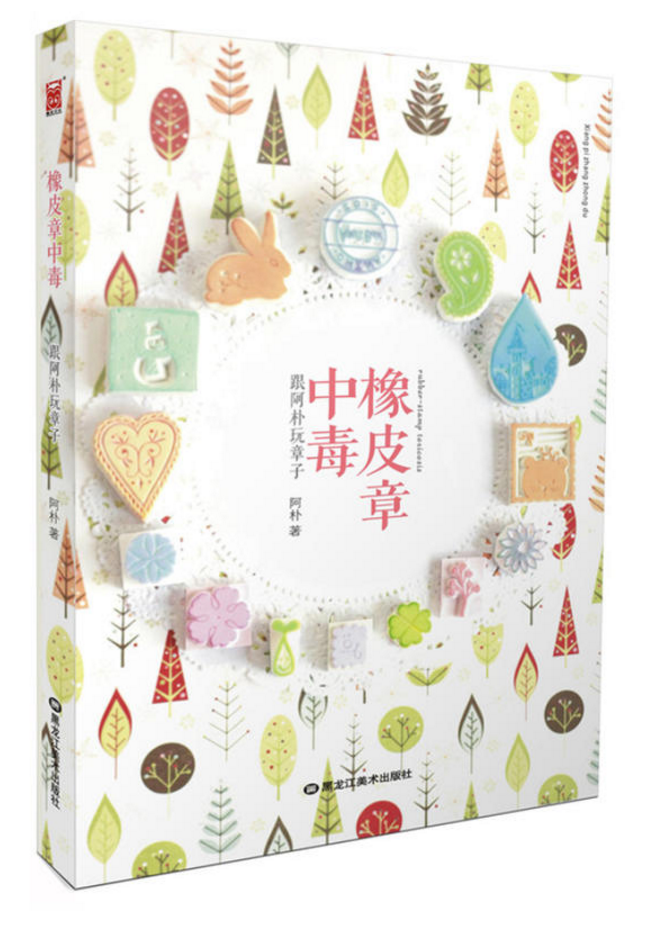 橡皮章中毒
跟阿朴玩章子
阿朴 著
黑龙江美术出版社
Xiang pi zhang zhong du
橡皮章
中毒
rubber-stamp toxicosis
跟阿朴玩章子
阿朴 著
黑龙江美术出版社